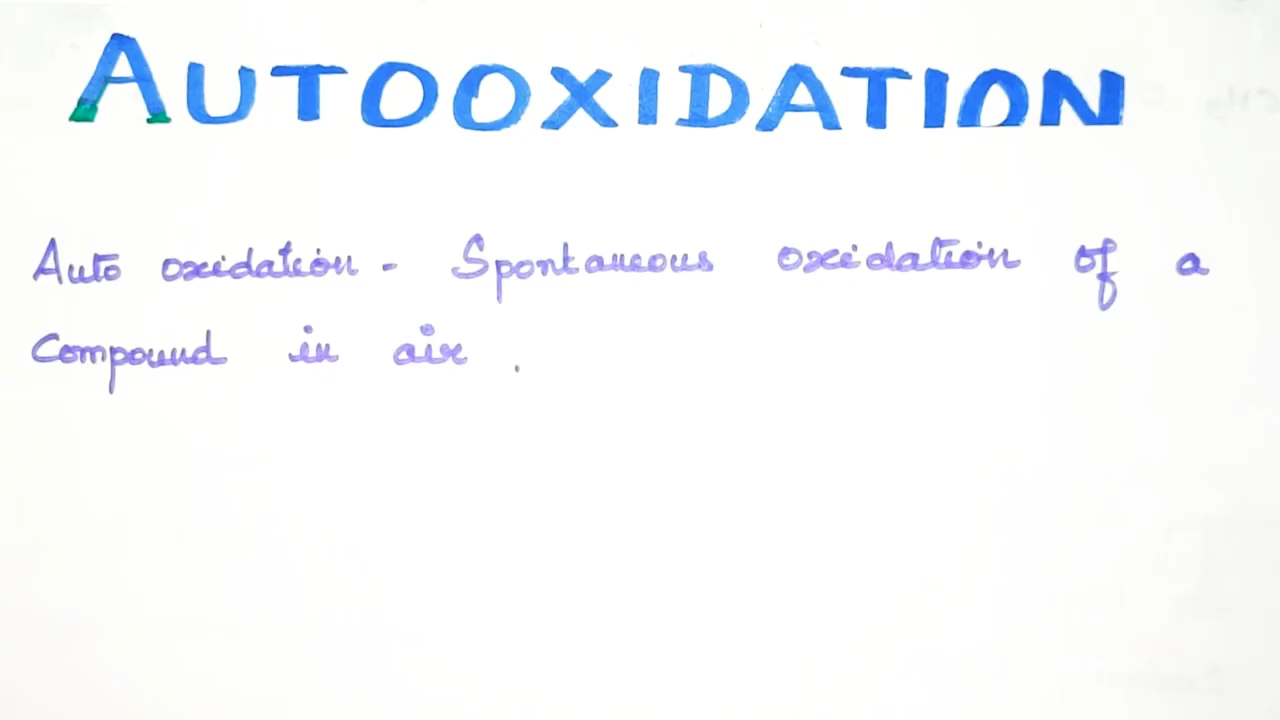 AUTOOXIDATION
Auto oxidation - Spontaneous oxidation of a
Compound in air .